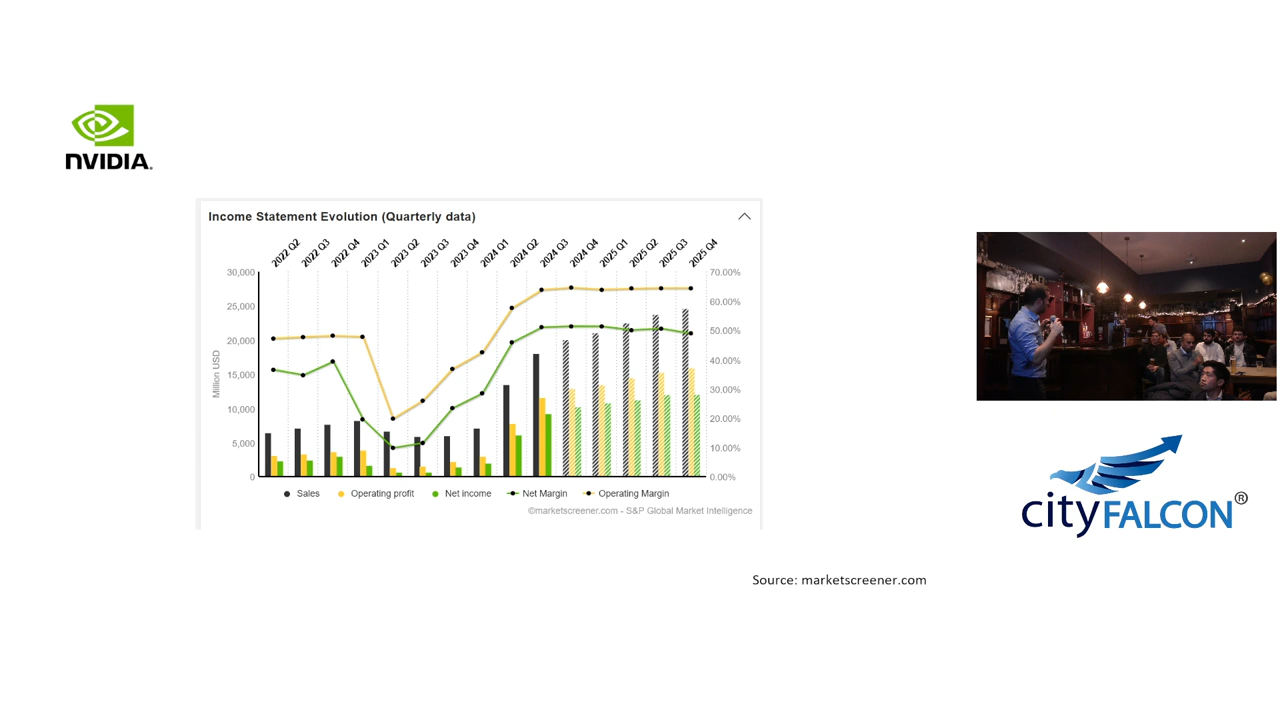 NVIDIA.
Income Statement Evolution (Quarterly data)
2022 Q2 2022 Q3 2022 Q4 2023 Q1 2023 Q2 2023 Q3 2023 Q4 2024 Q1 2024 Q2 2024 Q3 2024 Q4 2025 Q1 2025 Q2 2025 Q3 2025 Q4
30,000 70.00%
25,000 60.00%
20,000 50.00%
15,000 40.00%
10,000 30.00%
5,000 20.00%
0 10.00%
0.00%
Million USD
Sales Operating profit Net income Net Margin Operating Margin
©marketscreener.com - S&P Global Market Intelligence
cityFALCON®
Source: marketscreener.com